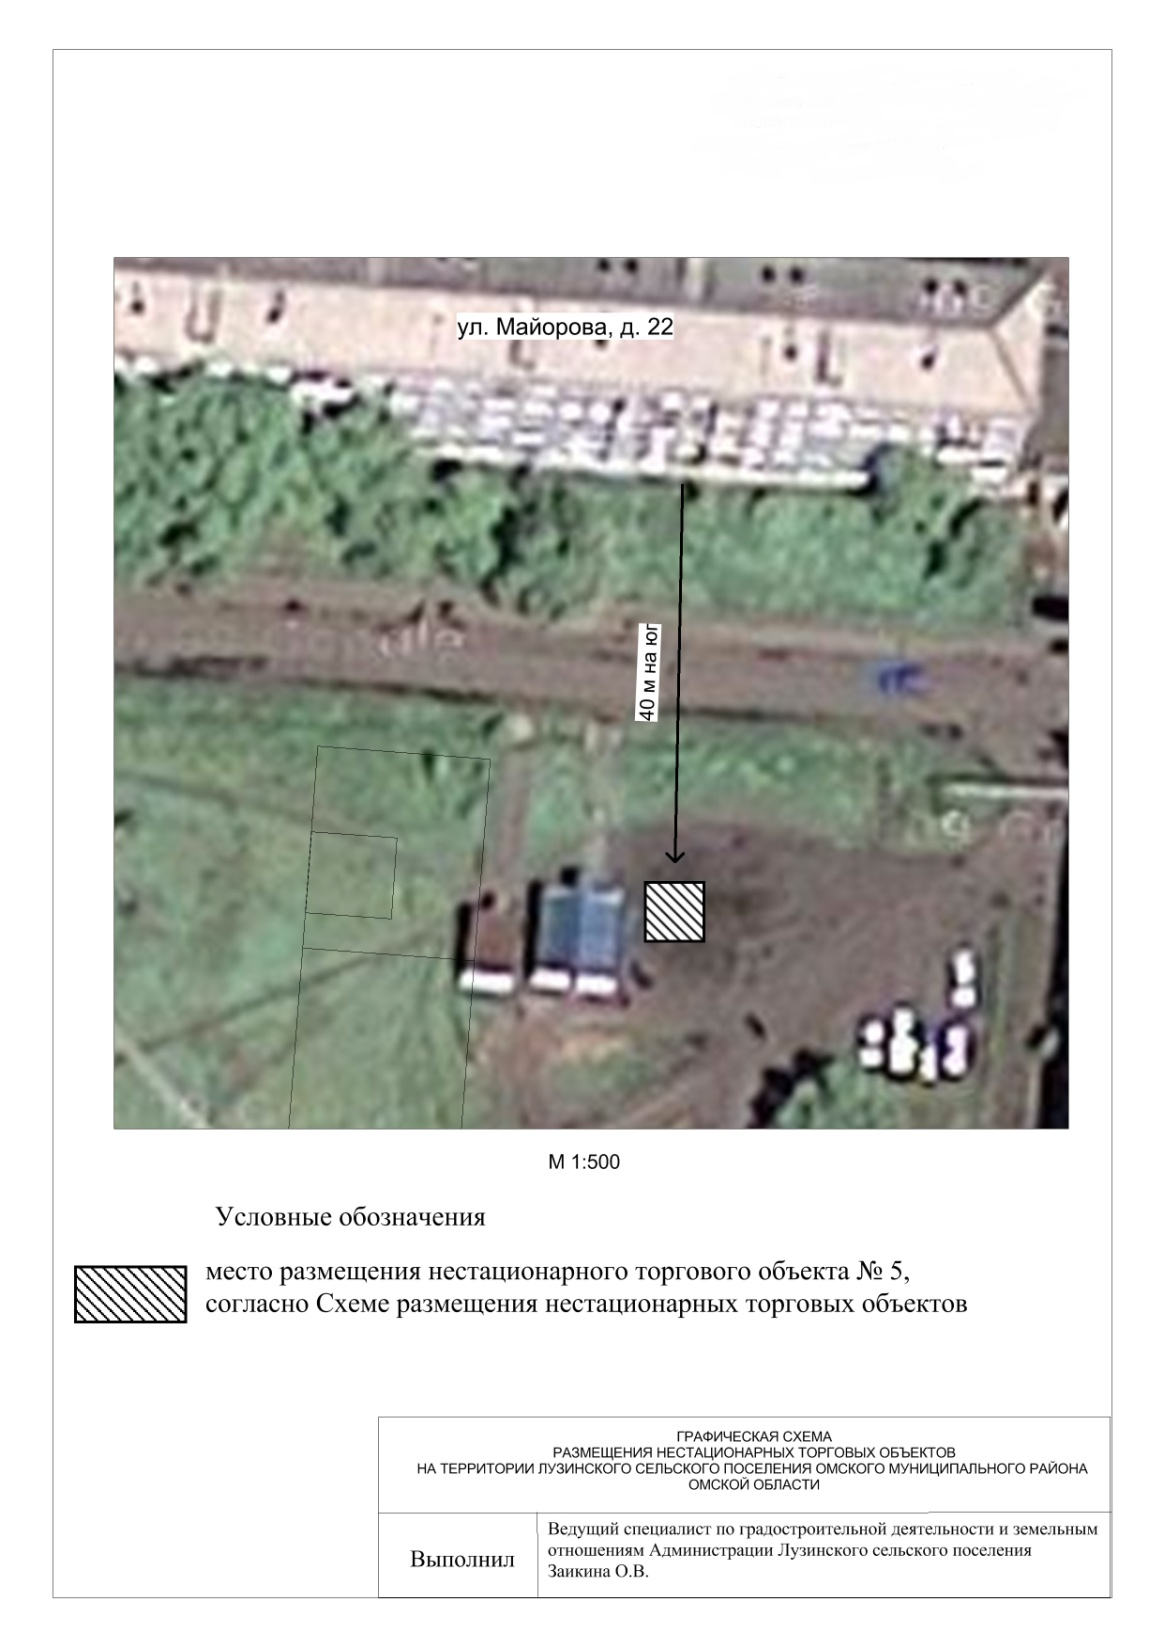 ул. Майорова, д. 22
40 м на юг
М 1:500
Условные обозначения
место размещения нестационарного торгового объекта № 5,
согласно Схеме размещения нестационарных торговых объектов
ГРАФИЧЕСКАЯ СХЕМА
РАЗМЕЩЕНИЯ НЕСТАЦИОНАРНЫХ ТОРГОВЫХ ОБЪЕКТОВ
НА ТЕРРИТОРИИ ЛУЗИНСКОГО СЕЛЬСКОГО ПОСЕЛЕНИЯ ОМСКОГО МУНИЦИПАЛЬНОГО РАЙОНА
ОМСКОЙ ОБЛАСТИ
Выполнил
Ведущий специалист по градостроительной деятельности и земельным
отношениям Администрации Лузинского сельского поселения
Заикина О.В.